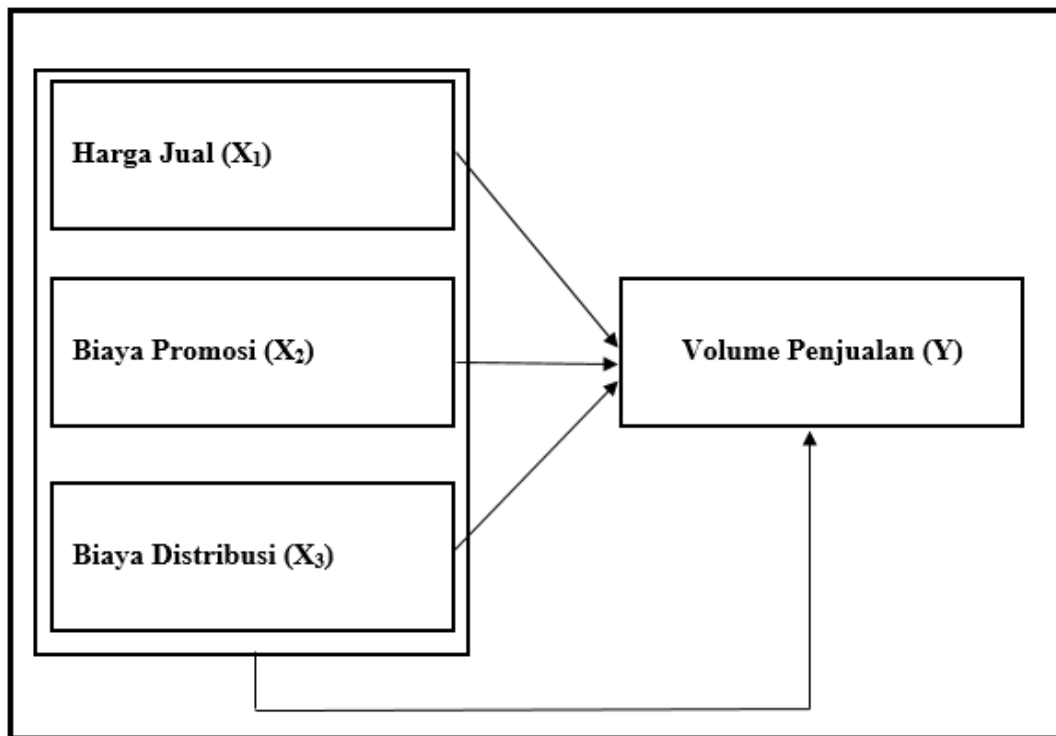 Harga Jual (X₁)
Biaya Promosi (X₂)
Volume Penjualan (Y)
Biaya Distribusi (X₃)